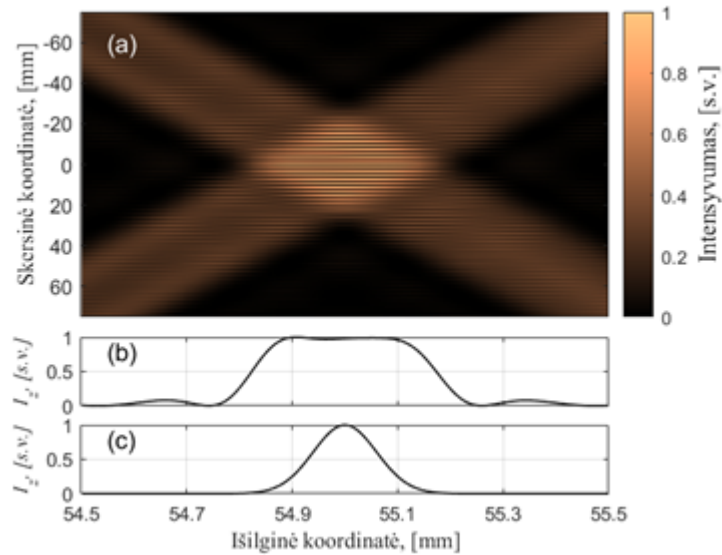 (a)
-60
-40
-20
0
20
40
60
Skersinė koordinatė, [mm]
1
0.8
0.6
0.4
0.2
0
Intensyvumas, [s.v.]
(b)
1
0.5
0
I_z, [s.v.]
(c)
1
0.5
0
I_z, [s.v.]
54.5 54.7 54.9 55.1 55.3 55.5
Išilginė koordinatė, [mm]